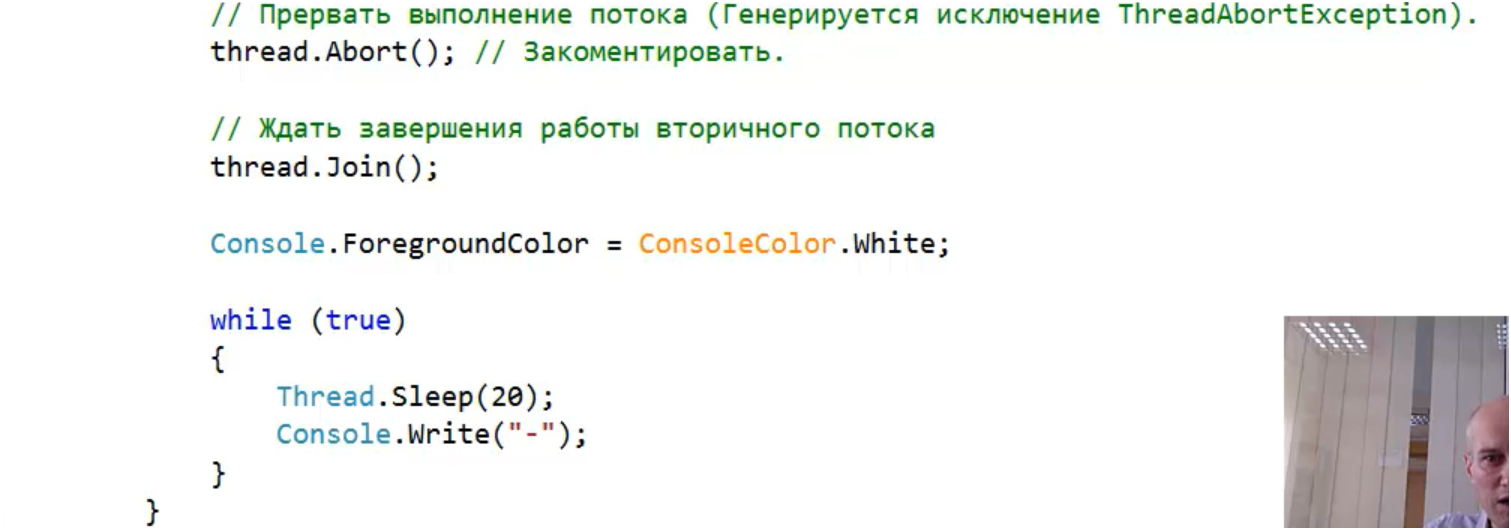 // Прервать выполнение потока (Генерируется исключение ThreadAbortException).
thread.Abort(); // Закоментировать.
// Ждать завершения работы вторичного потока
thread.Join();
Console.ForegroundColor = ConsoleColor.White;
while (true)
{
Thread.Sleep(20);
Console.Write("-");
}
}